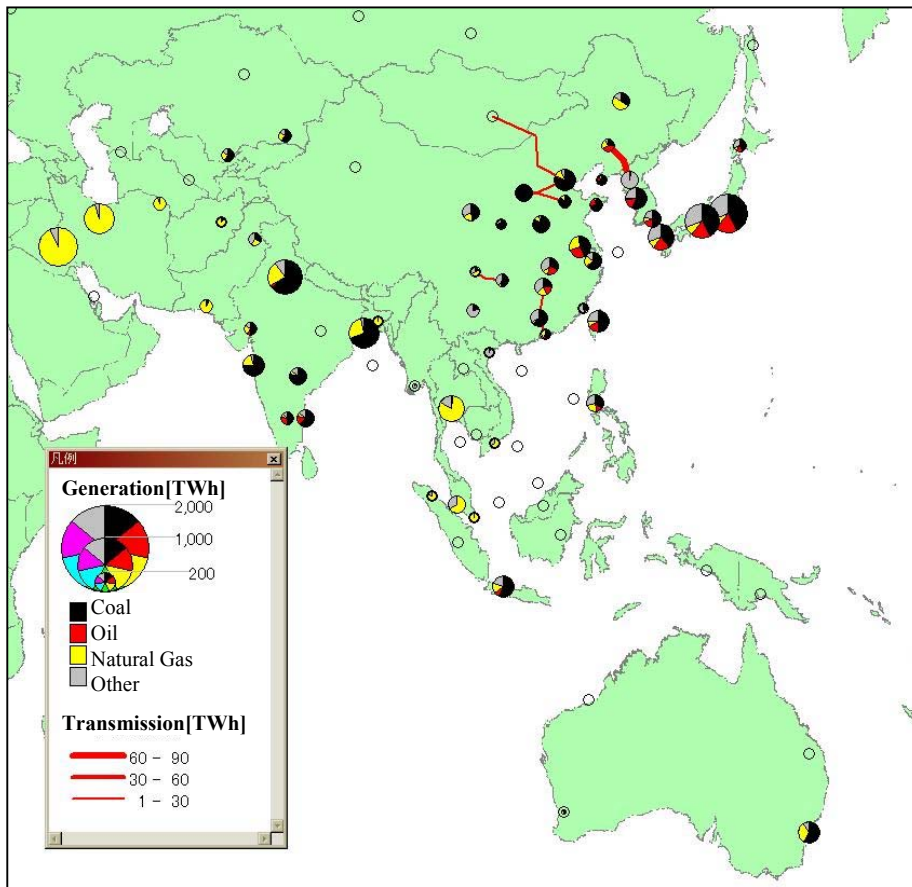 凡例
Generation[TWh]
2,000
1,000
200
Coal
Oil
Natural Gas
Other
Transmission[TWh]
60 - 90
30 - 60
1 - 30